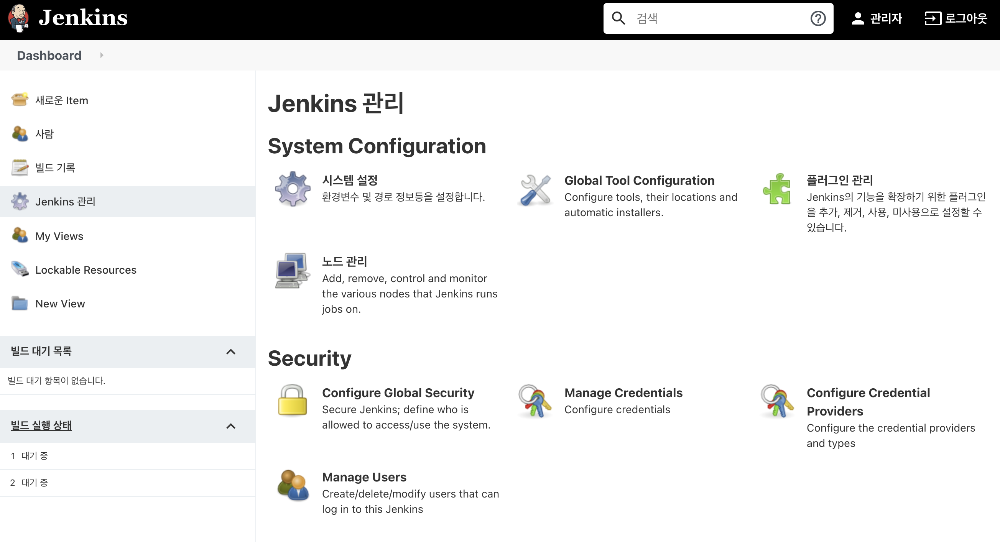 Jenkins
검색
관리자
로그아웃
Dashboard
새로운 Item
사람
빌드 기록
Jenkins 관리
My Views
Lockable Resources
New View
빌드 대기 목록
빌드 대기 항목이 없습니다.
빌드 실행 상태
1 대기 중
2 대기 중
Jenkins 관리
System Configuration
시스템 설정
환경변수 및 경로 정보등을 설정합니다.
Global Tool Configuration
Configure tools, their locations and
automatic installers.
플러그인 관리
Jenkins의 기능을 확장하기 위한 플러그인
을 추가, 제거, 사용, 미사용으로 설정할 수
있습니다.
노드 관리
Add, remove, control and monitor
the various nodes that Jenkins runs
jobs on.
Security
Configure Global Security
Secure Jenkins; define who is
allowed to access/use the system.
Manage Credentials
Configure credentials
Configure Credential
Providers
Configure the credential providers
and types
Manage Users
Create/delete/modify users that can
log in to this Jenkins